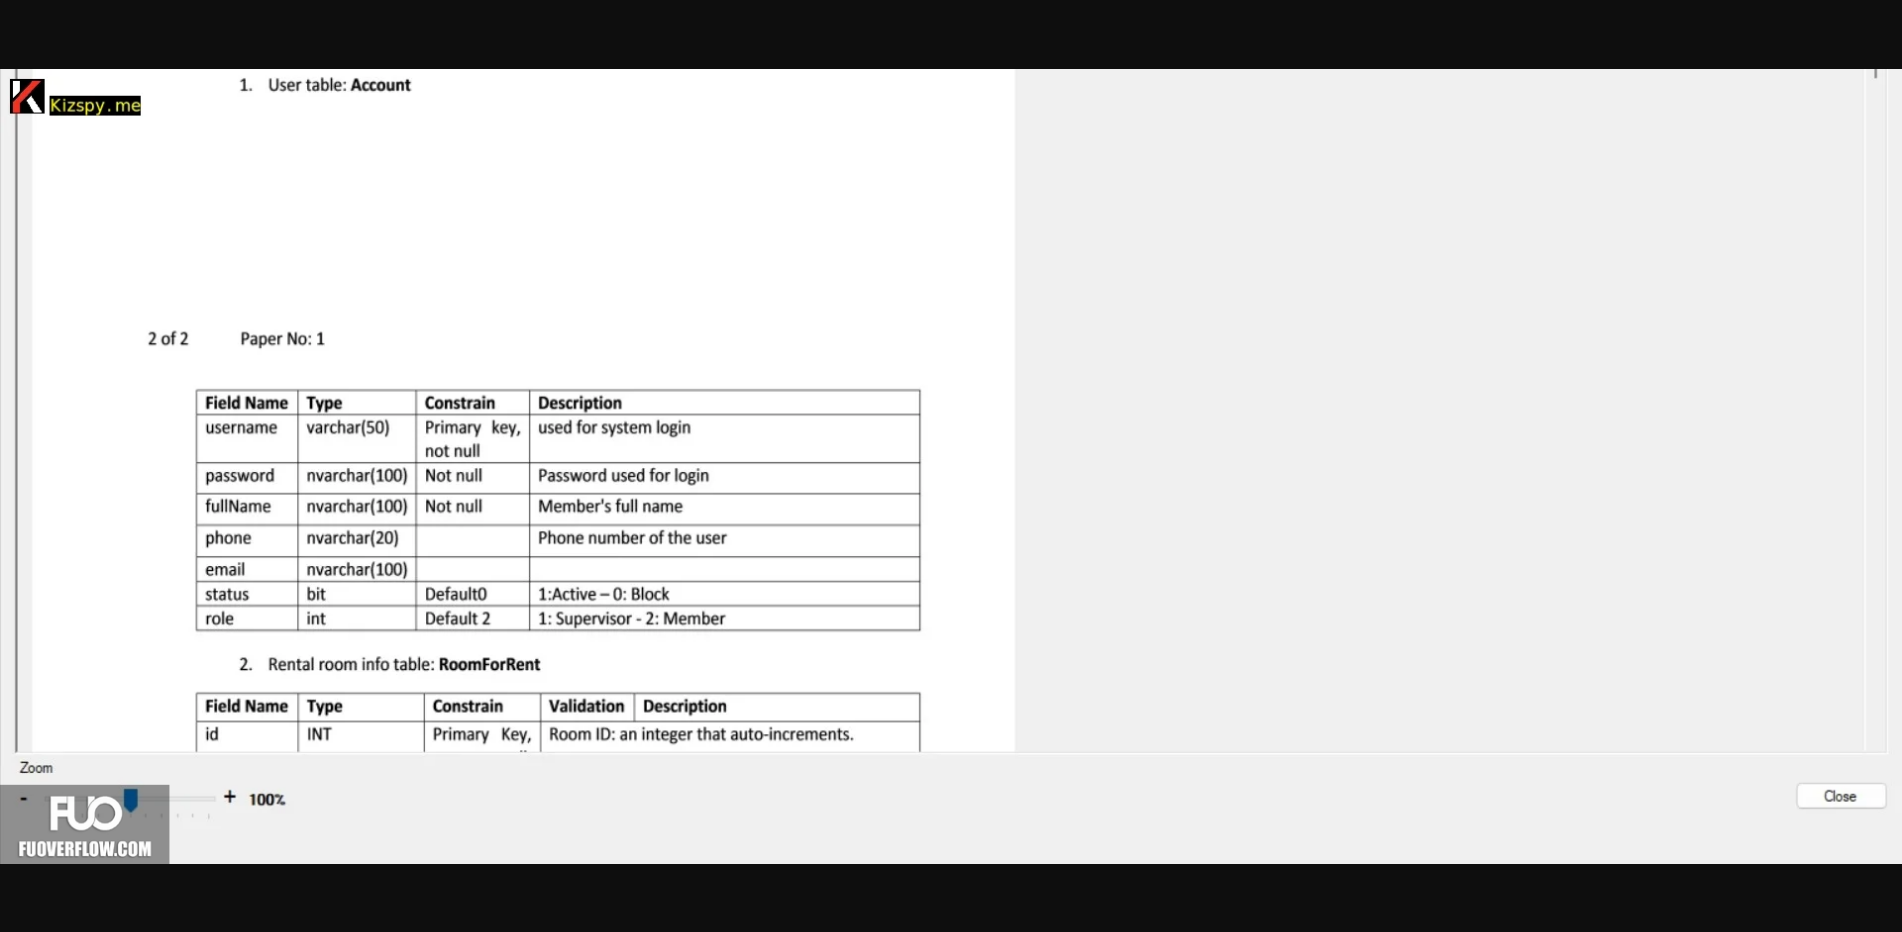 1. User table: Account
Kizspy.me
2 of 2 Paper No: 1
Field Name Type Constrain Description
username varchar(50) Primary key, not null used for system login
password nvarchar(100) Not null Password used for login
fullName nvarchar(100) Not null Member's full name
phone nvarchar(20) Phone number of the user
email nvarchar(100)
status bit Default0 1:Active – 0: Block
role int Default 2 1: Supervisor - 2: Member
2. Rental room info table: RoomForRent
Field Name Type Constrain Validation Description
id INT Primary Key, Room ID: an integer that auto-increments.
Zoom
- + 100%
Close
FUO
FUOVERFLOW.COM